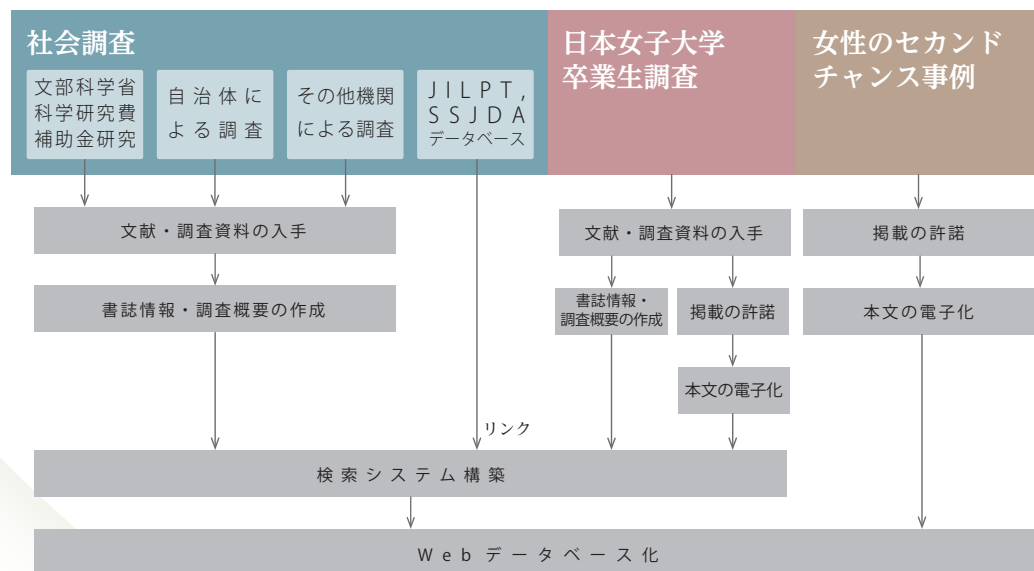 社会調査
文部科学省
科学研究費
補助金研究
自治体に
よる調査
その他機関
による調査
JILPT,
SSJDA
データベース
日本女子大学
卒業生調査
女性のセカンド
チャンス事例
文献・調査資料の入手
書誌情報・調査概要の作成
文献・調査資料の入手
書誌情報・
調査概要の作成
掲載の許諾
本文の電子化
掲載の許諾
本文の電子化
リンク
検索システム構築
Webデータベース化